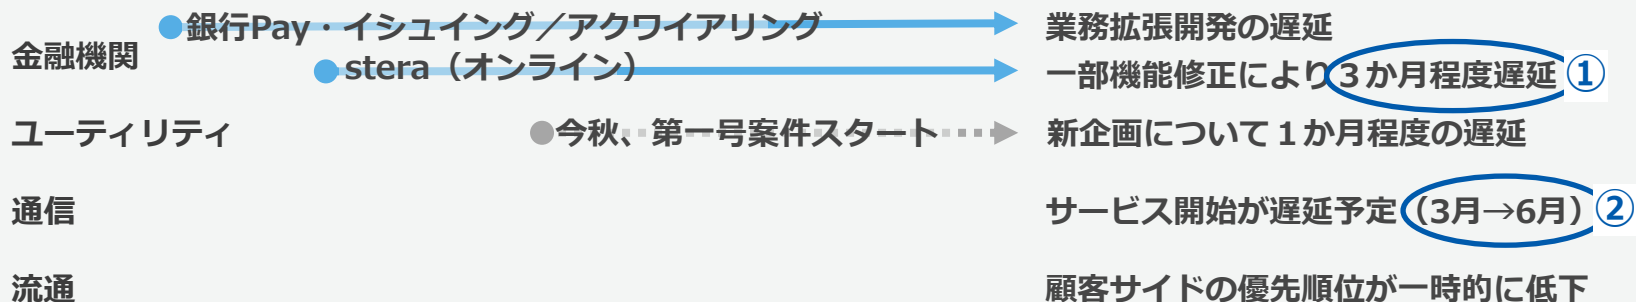 金融機関
銀行Pay・イシュイング／アクワイアリング
業務拡張開発の遅延
stera（オンライン）
一部機能修正により３か月程度遅延 ①
ユーティリティ
今秋、第一号案件スタート
新企画について１か月程度の遅延
通信
サービス開始が遅延予定（3月→6月） ②
流通
顧客サイドの優先順位が一時的に低下